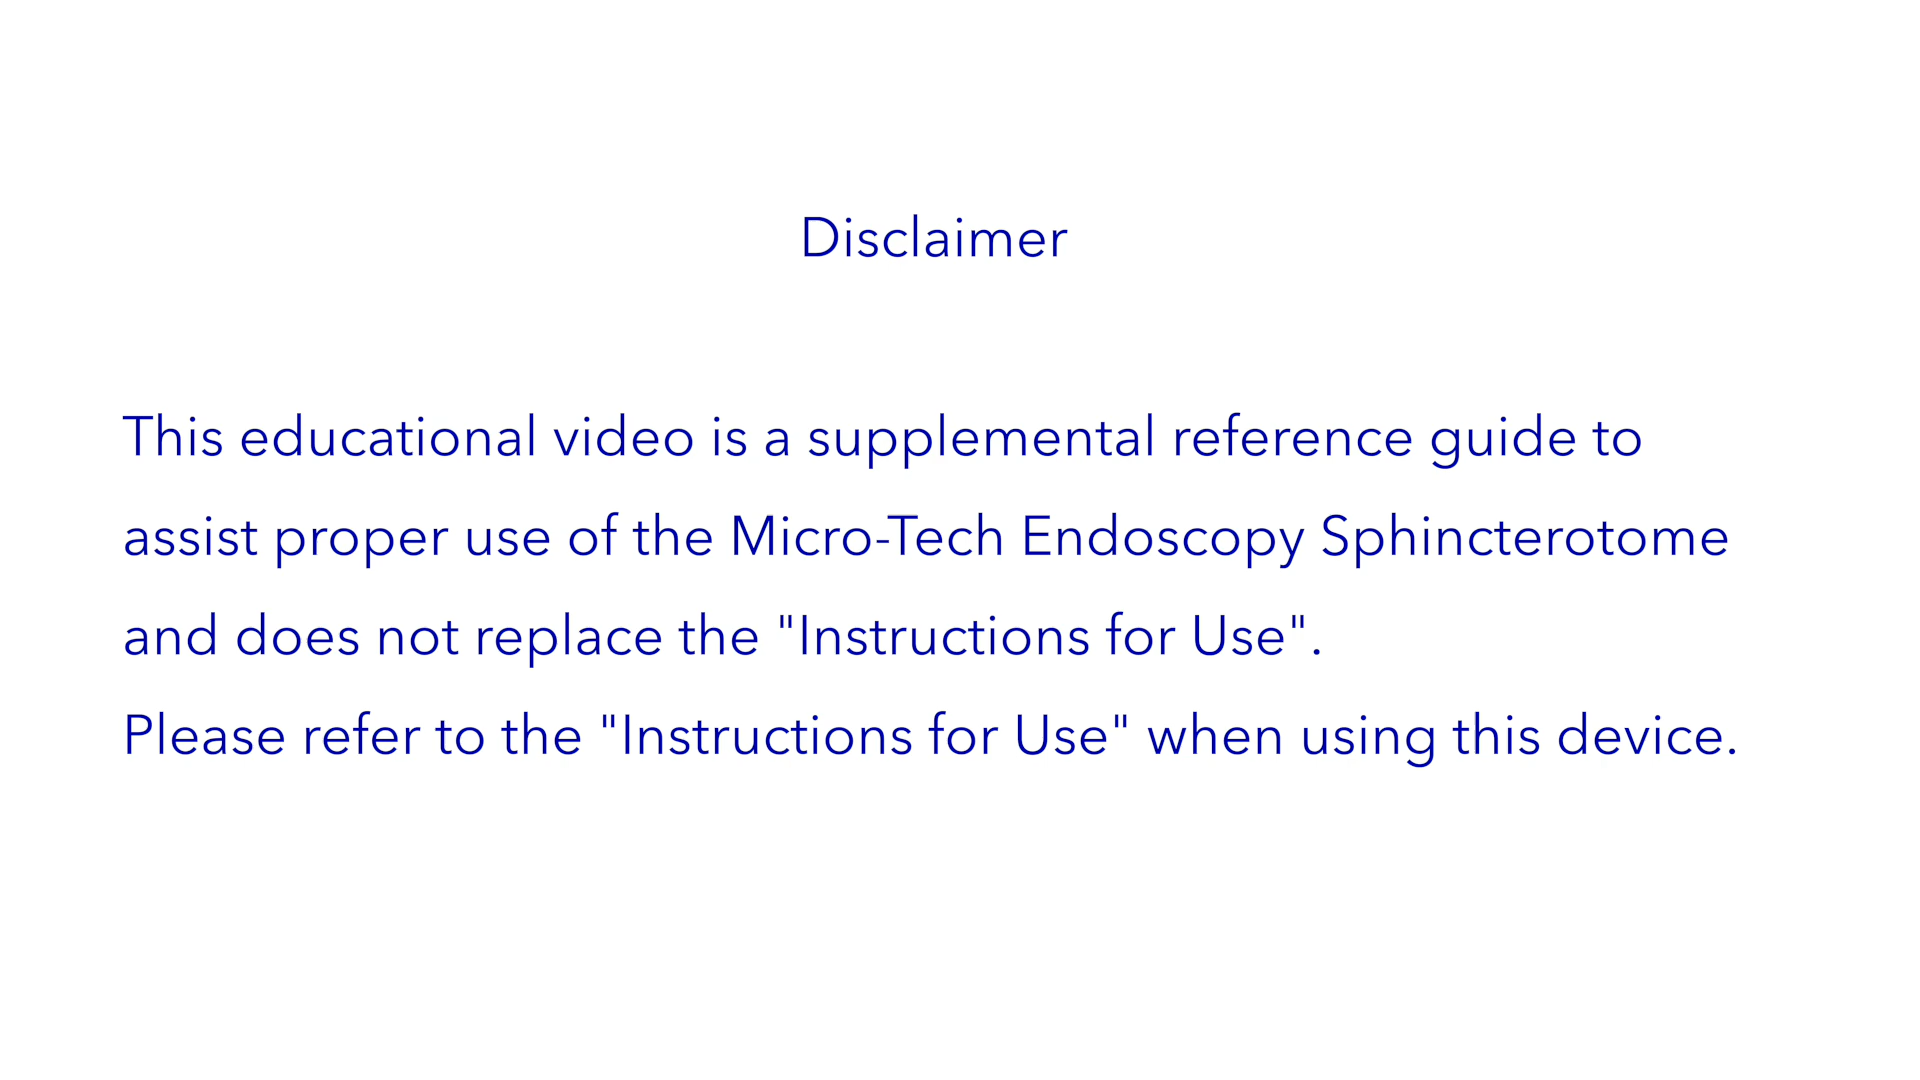 Disclaimer
This educational video is a supplemental reference guide to
assist proper use of the Micro-Tech Endoscopy Sphincterotome
and does not replace the "Instructions for Use".
Please refer to the "Instructions for Use" when using this device.